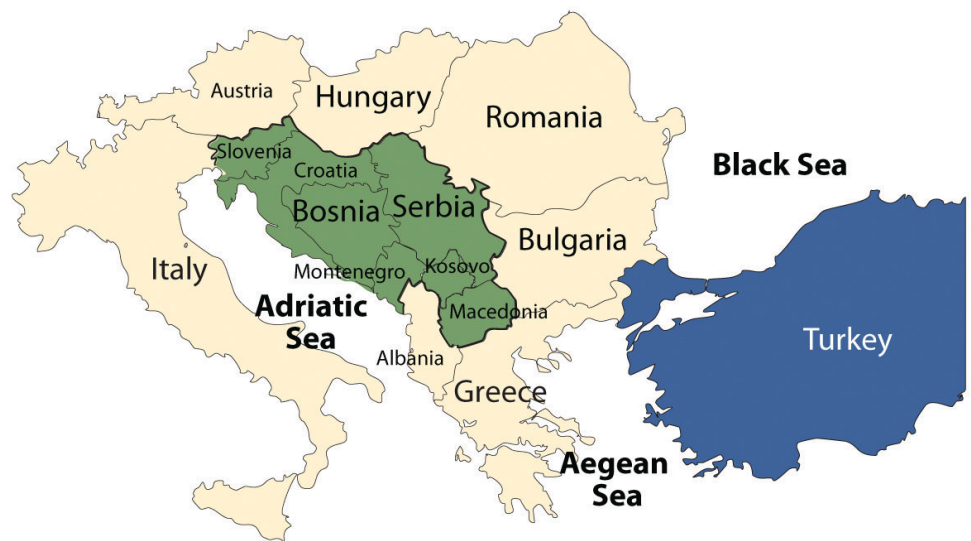 Austria
Hungary
Romania
Slovenia
Croatia
Black Sea
Bosnia
Serbia
Bulgaria
Italy
Montenegro
Kosovo
Adriatic
Sea
Macedonia
Albania
Turkey
Greece
Aegean
Sea